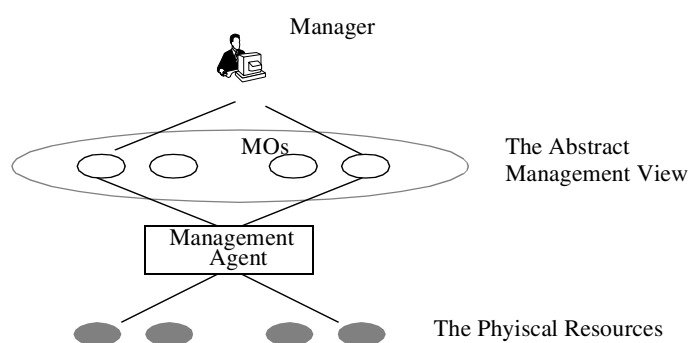 Manager
MOs
The Abstract
Management View
Management
Agent
The Phyiscal Resources